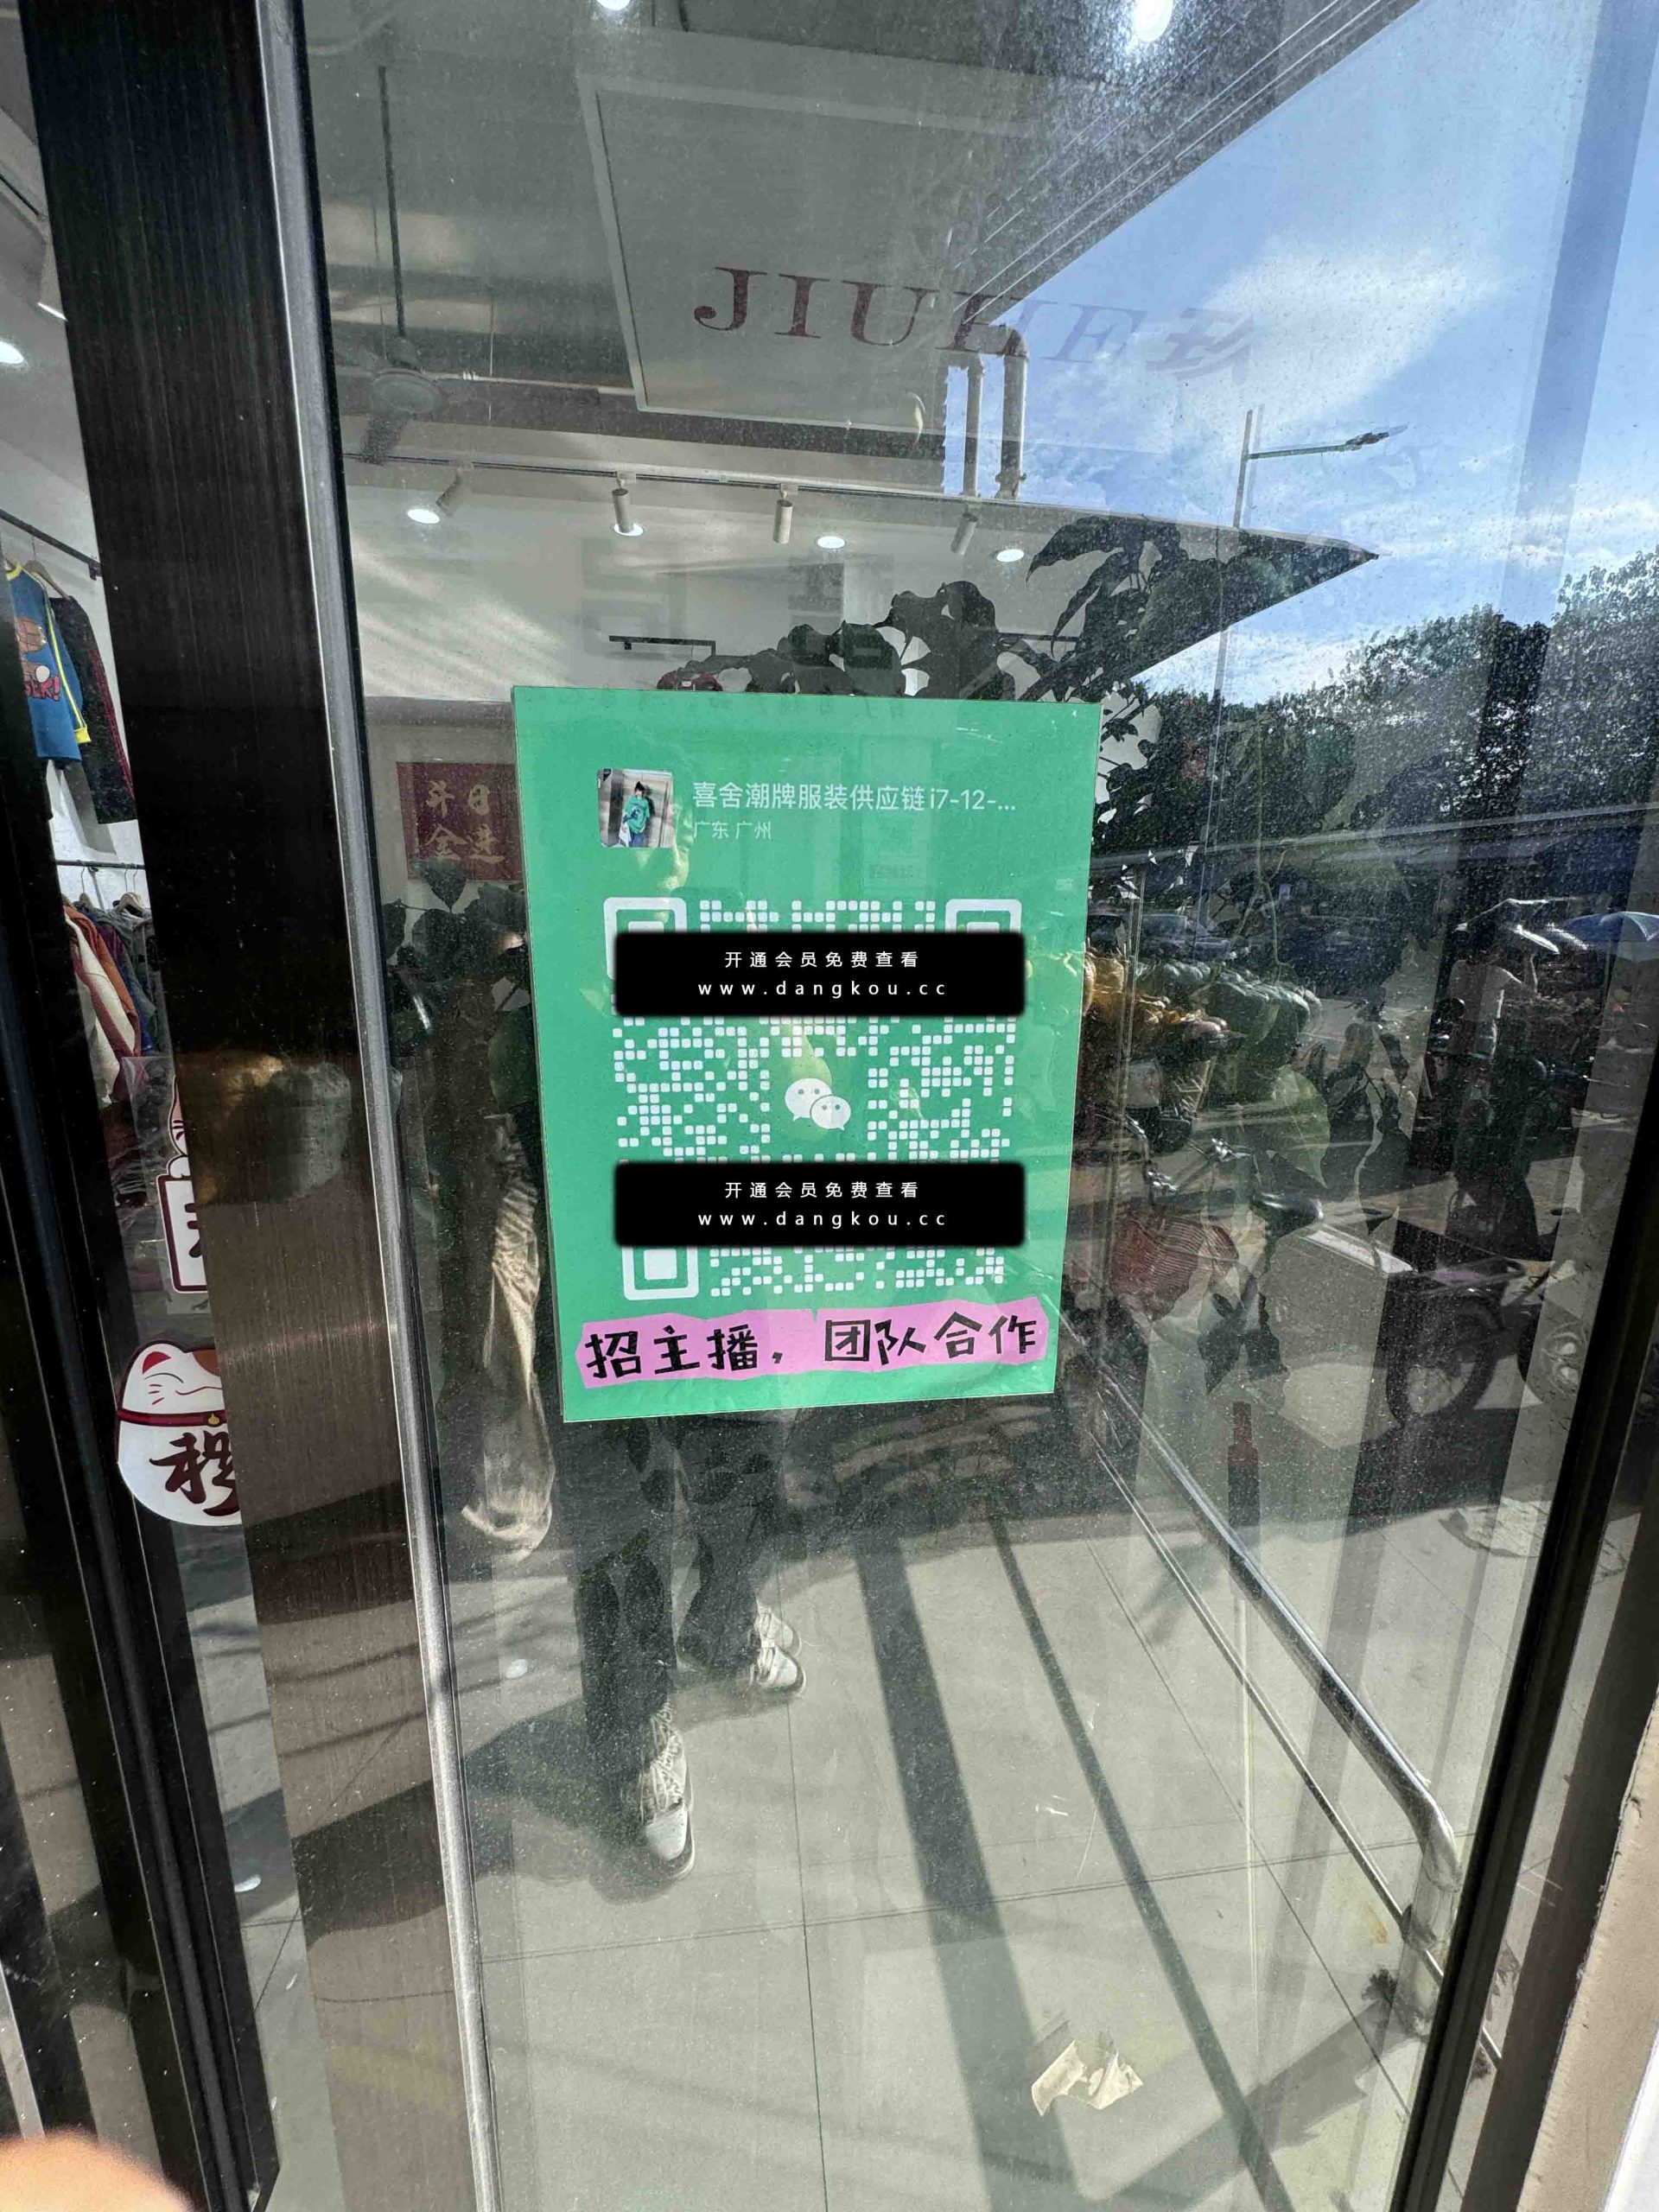 JIUHE
喜舍潮牌服装供应链i7-12-...
广东 广州
开通会员免费查看
www.dangkou.cc
开通会员免费查看
www.dangkou.cc
招主播，团队合作
斗日
金进